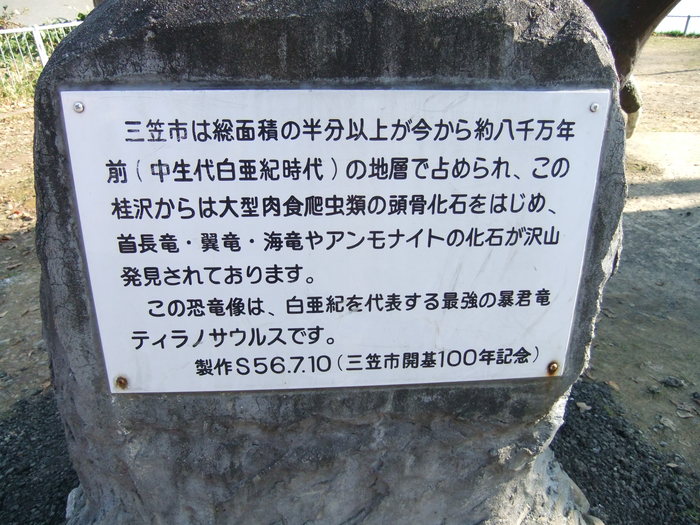 三笠市は総面積の半分以上が今から約八千万年
前(中生代白亜紀時代)の地層で占められ、この
桂沢からは大型肉食爬虫類の頭骨化石をはじめ、
首長竜・翼竜・海竜やアンモナイトの化石が沢山
発見されております。
この恐竜像は、白亜紀を代表する最強の暴君竜
ティラノサウルスです。
製作S56.7.10(三笠市開基100年記念)